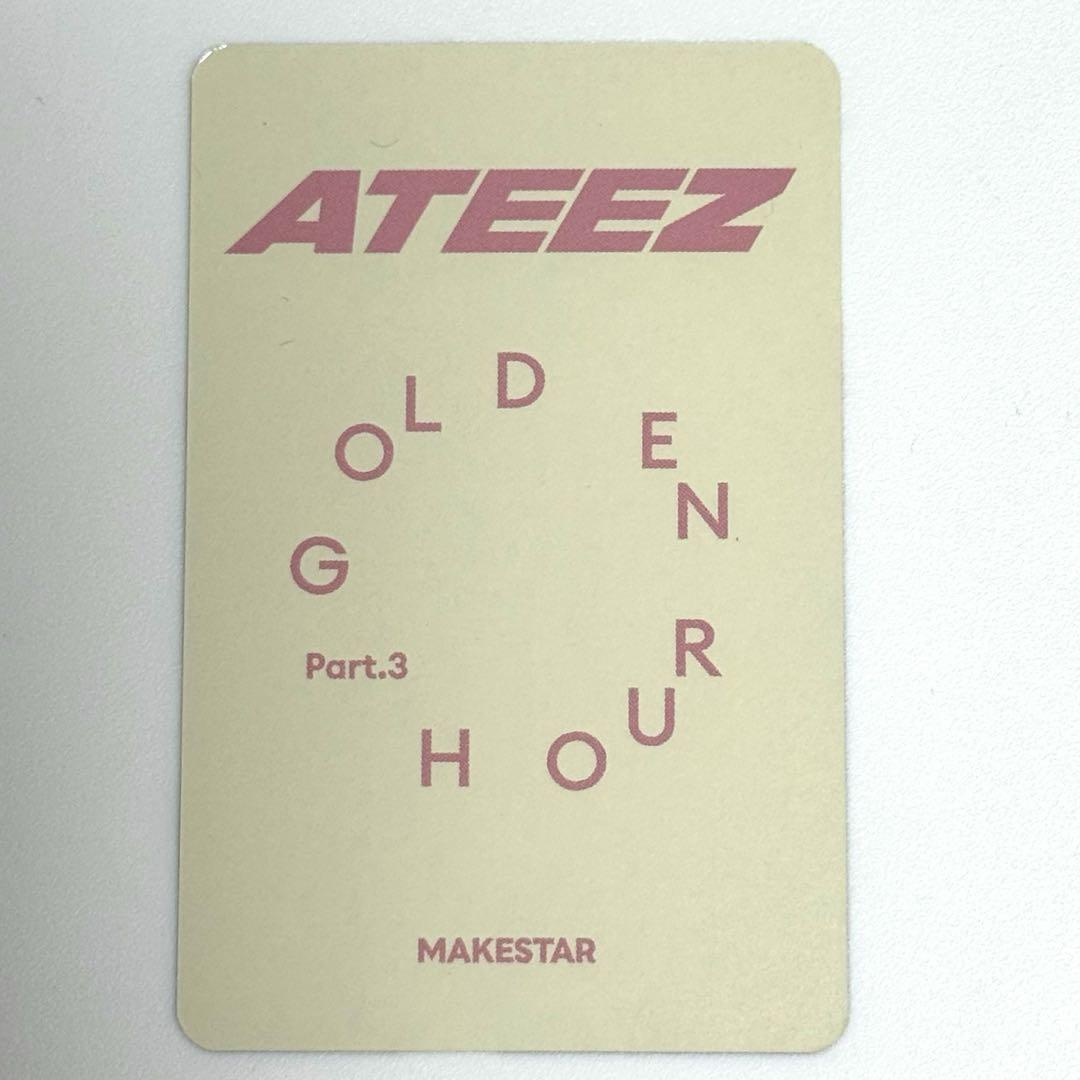 ATEEZ
GOLDEN
HOUR
Part.3
MAKESTAR